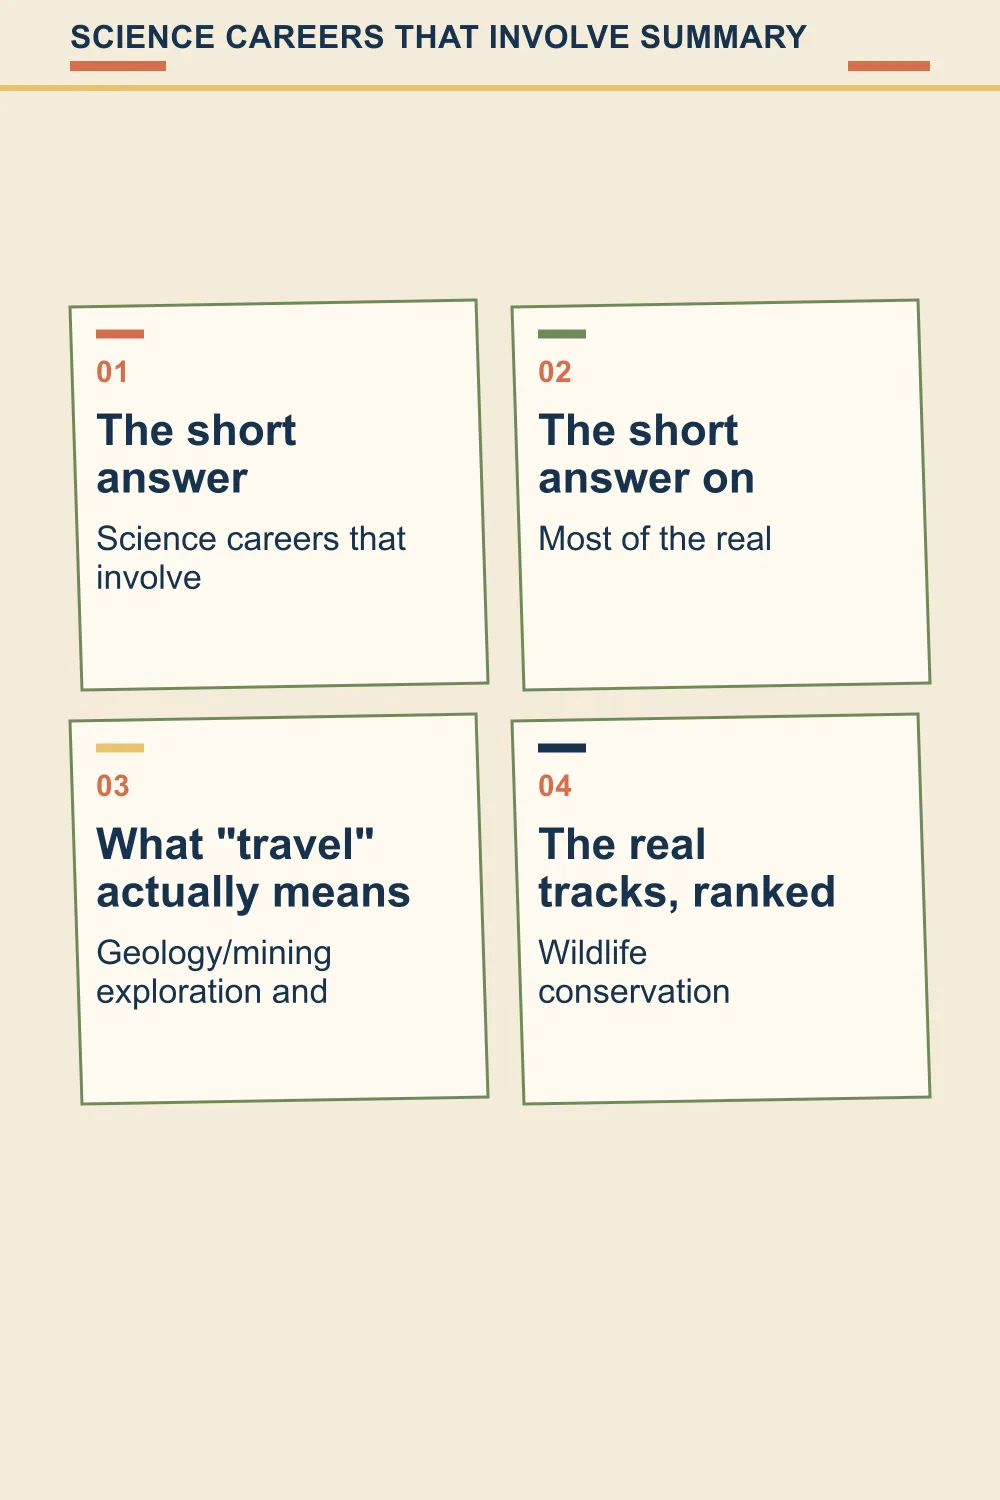 SCIENCE CAREERS THAT INVOLVE SUMMARY
01
The short
answer
Science careers that
involve
02
The short
answer on
Most of the real
03
What "travel"
actually means
Geology/mining
exploration and
04
The real
tracks, ranked
Wildlife
conservation